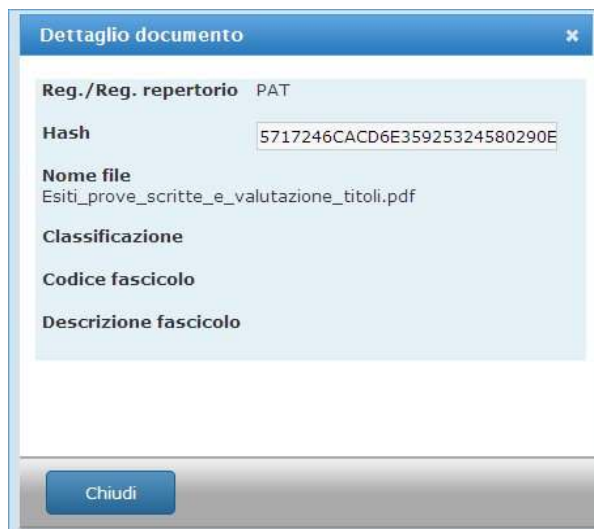 Dettaglio documento
Reg./Reg. repertorio PAT
Hash 5717246CACD6E35925324580290E
Nome file
Esiti_prove_scritte_e_valutazione_titoli.pdf
Classificazione
Codice fascicolo
Descrizione fascicolo
Chiudi